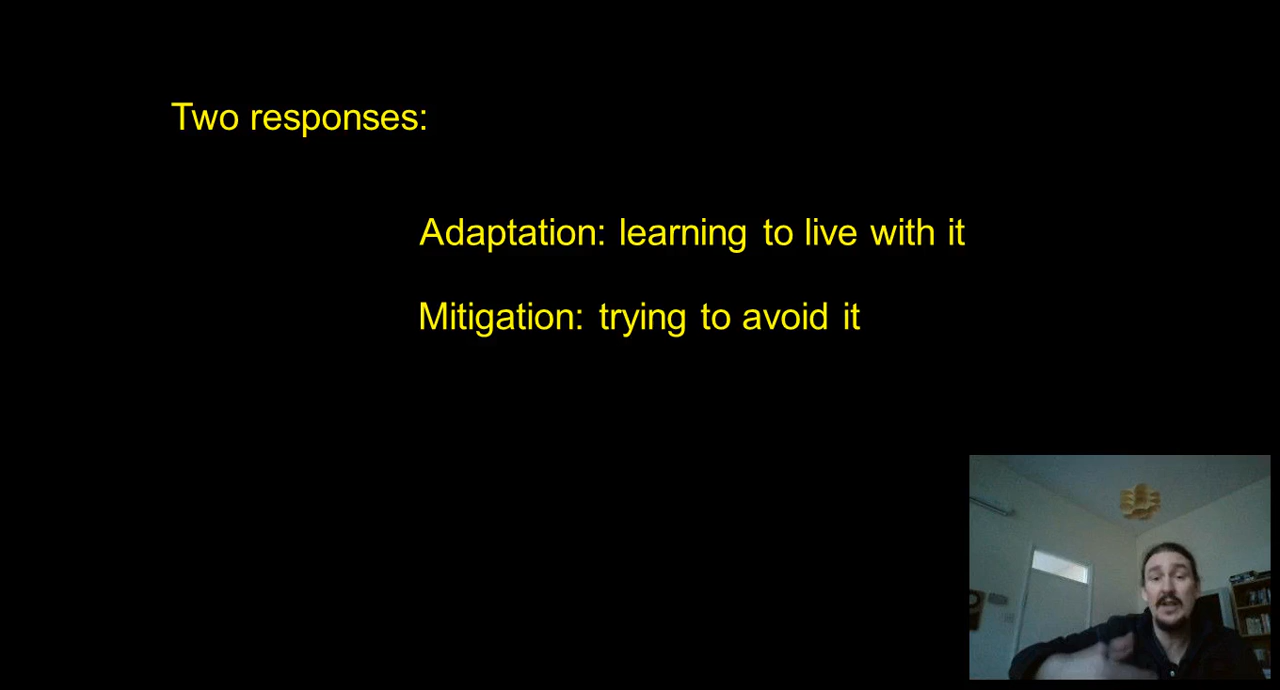 Two responses:
Adaptation: learning to live with it
Mitigation: trying to avoid it